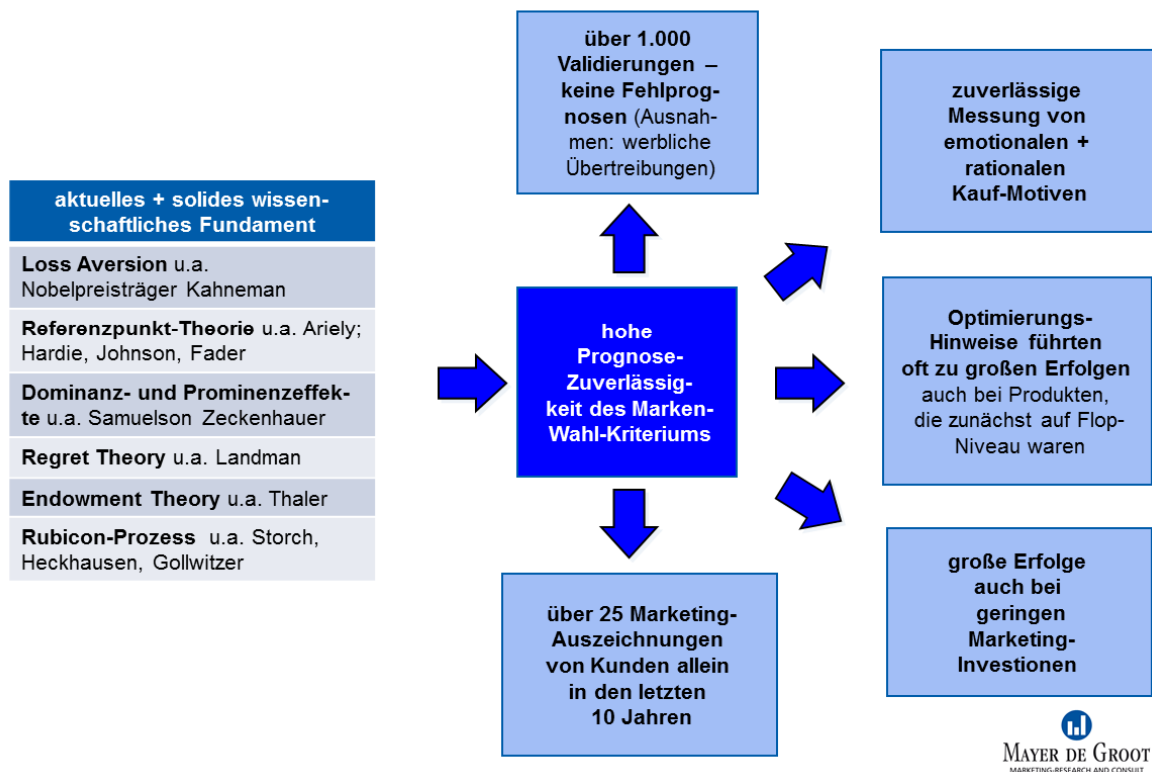 aktuelles + solides wissen-
schaftliches Fundament
Loss Aversion u.a.
Nobelpreisträger Kahneman
Referenzpunkt-Theorie u.a. Ariely;
Hardie, Johnson, Fader
Dominanz- und Prominenzeffek-
te u.a. Samuelson Zeckenhauer
Regret Theory u.a. Landman
Endowment Theory u.a. Thaler
Rubicon-Prozess u.a. Storch,
Heckhausen, Gollwitzer
über 1.000
Validierungen –
keine Fehlprog-
nosen (Ausnah-
men: werbliche
Übertreibungen)
hohe
Prognose-
Zuverlässig-
keit des Marken-
Wahl-Kriteriums
über 25 Marketing-
Auszeichnungen
von Kunden allein
in den letzten
10 Jahren
zuverlässige
Messung von
emotionalen +
rationalen
Kauf-Motiven
Optimierungs-
Hinweise führten
oft zu großen Erfolgen
auch bei Produkten,
die zunächst auf Flop-
Niveau waren
große Erfolge
auch bei
geringen
Marketing-
Investionen
MAYER DE GROOT
MARKETING-RESEARCH AND CONSULT